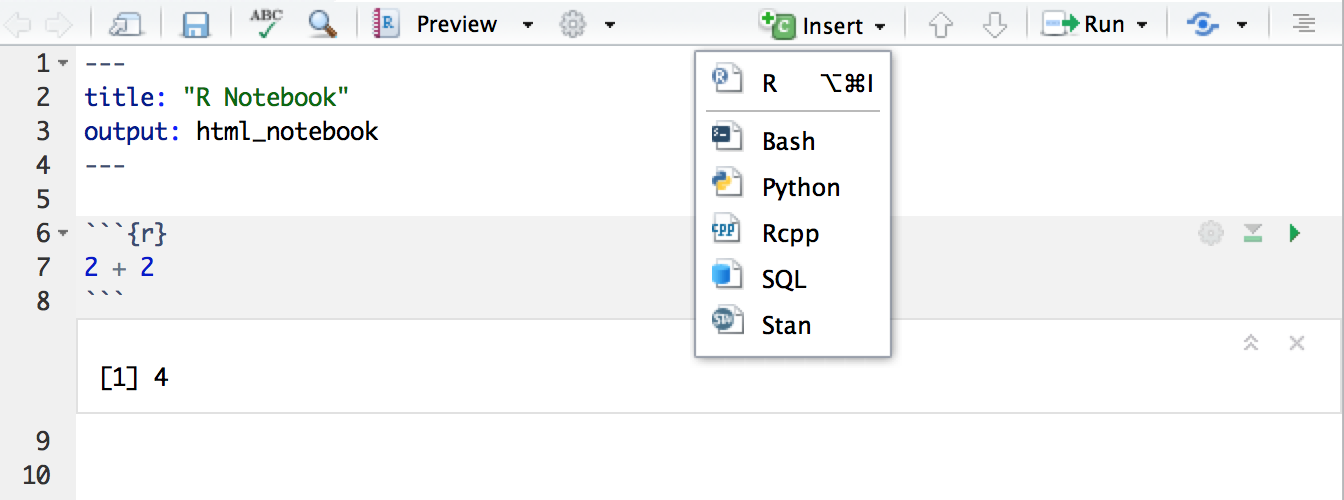 ABC Preview Insert Run
1 ---
2 title: "R Notebook"
3 output: html_notebook
4 ---
5
6 ```{r}
7 2 + 2
8 ```
[1] 4
9
10
R ⌥⌘I
Bash
Python
Rcpp
SQL
Stan